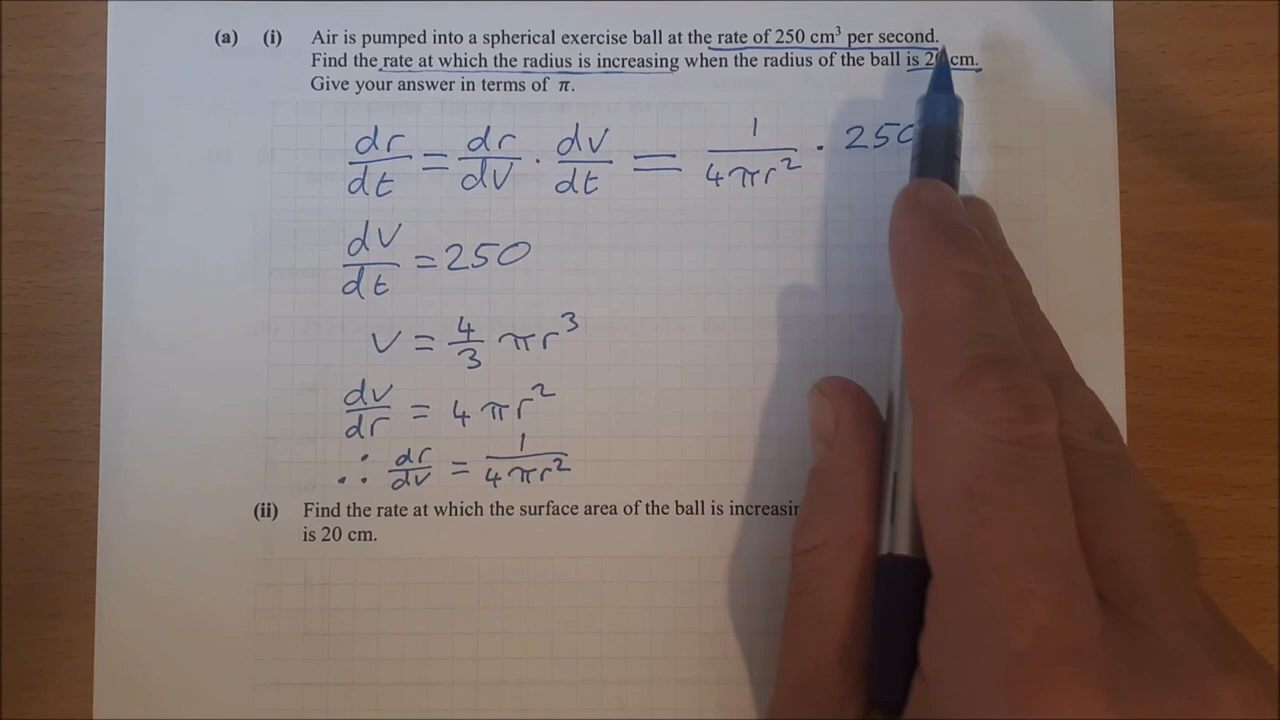 (a) (i) Air is pumped into a spherical exercise ball at the rate of 250 cm³ per second.
Find the rate at which the radius is increasing when the radius of the ball is 20 cm.
Give your answer in terms of π.
dr/dt = dr/dv · dv/dt = 1/4πr² · 250
dv/dt = 250
v = 4/3 πr³
dv/dr = 4πr²
∴ dr/dv = 1/4πr²
(ii) Find the rate at which the surface area of the ball is
is 20 cm.